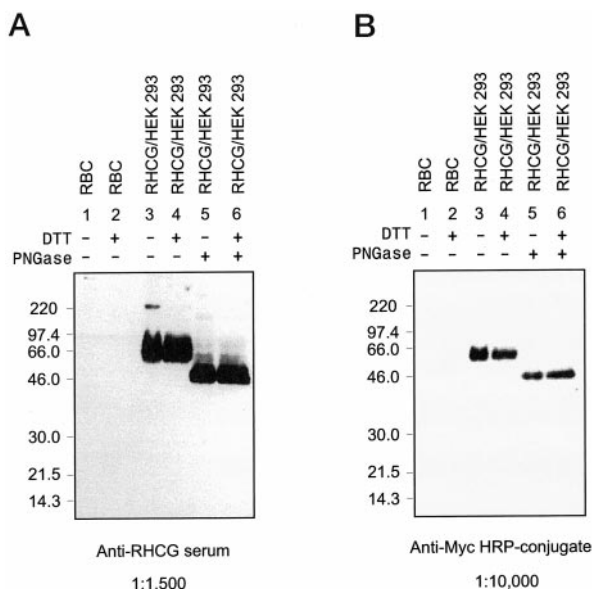 A
RBC
RBC
RHCG/HEK 293
RHCG/HEK 293
RHCG/HEK 293
RHCG/HEK 293
1 2 3 4 5 6
DTT - + - + - +
PNGase - - - - + +
220
97.4
66.0
46.0
30.0
21.5
14.3
Anti-RHCG serum
1:1,500
B
RBC
RBC
RHCG/HEK 293
RHCG/HEK 293
RHCG/HEK 293
RHCG/HEK 293
1 2 3 4 5 6
DTT - + - + - +
PNGase - - - - + +
220
97.4
66.0
46.0
30.0
21.5
14.3
Anti-Myc HRP-conjugate
1:10,000